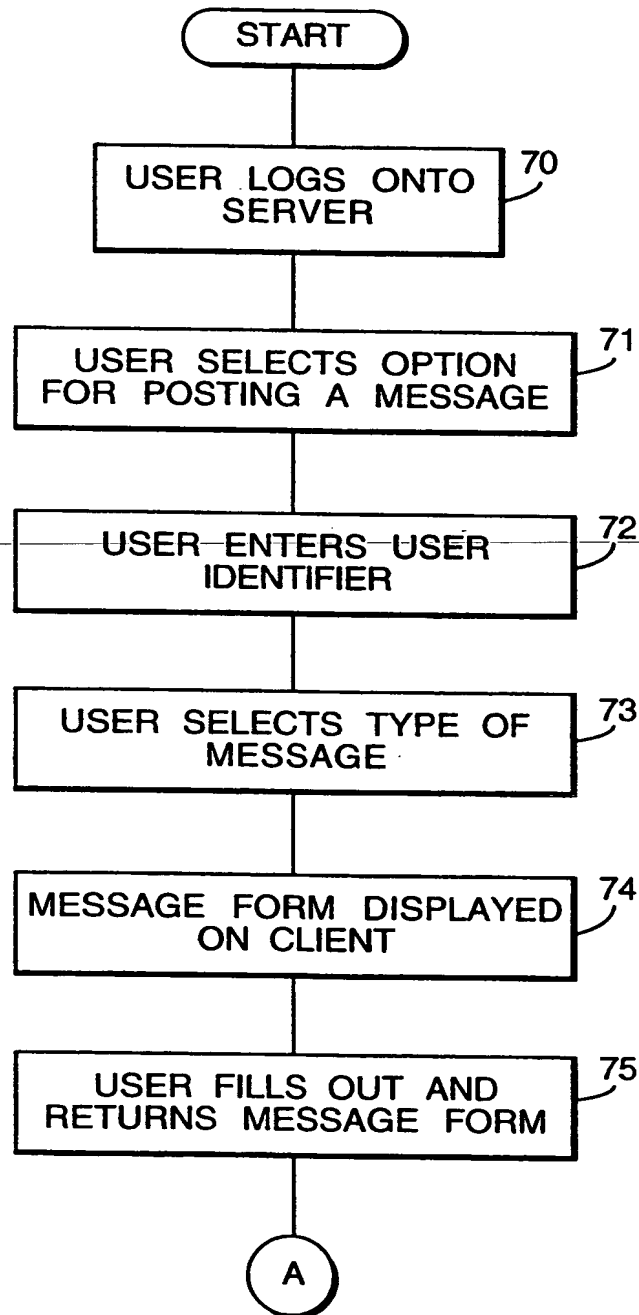 START
70
USER LOGS ONTO
SERVER
71
USER SELECTS OPTION
FOR POSTING A MESSAGE
72
USER ENTERS USER
IDENTIFIER
73
USER SELECTS TYPE OF
MESSAGE
74
MESSAGE FORM DISPLAYED
ON CLIENT
75
USER FILLS OUT AND
RETURNS MESSAGE FORM
A